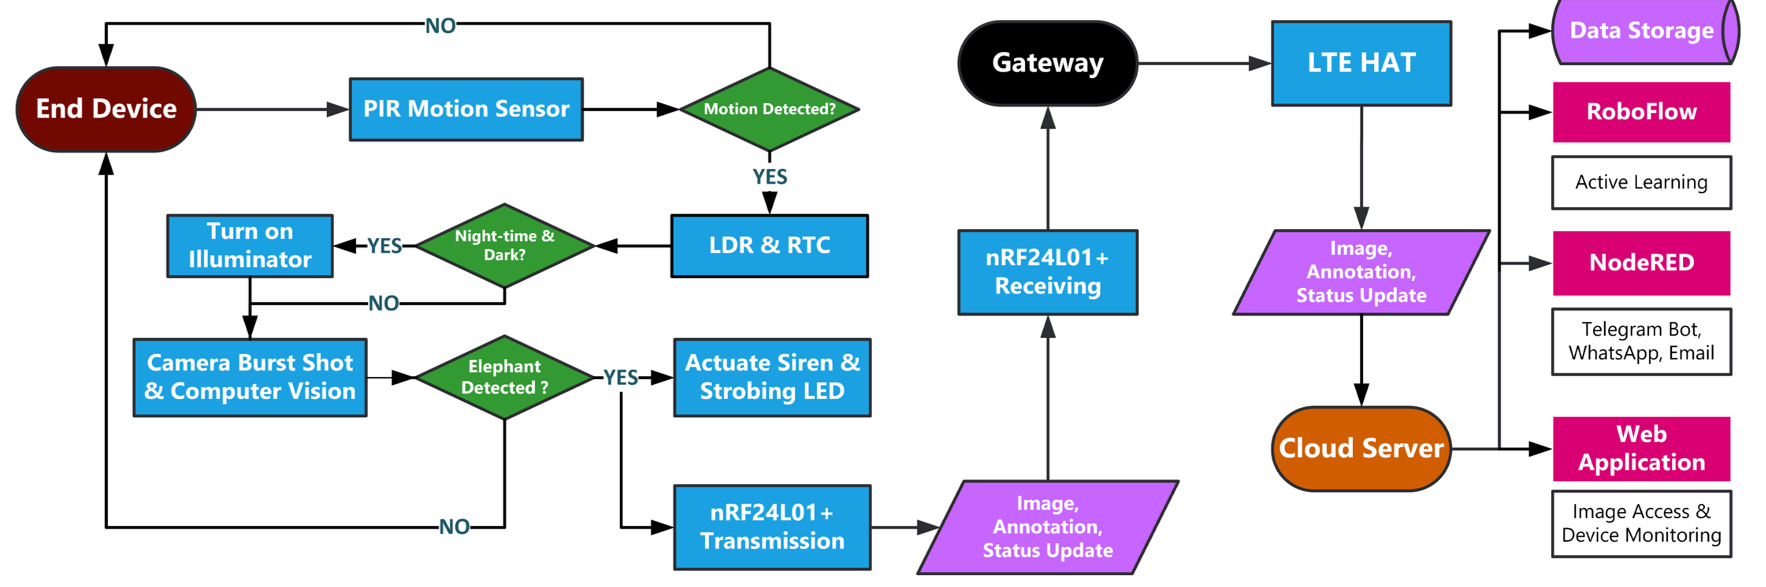 NO
End Device
PIR Motion Sensor
Motion Detected?
YES
LDR & RTC
Night-time &
Dark?
YES
Turn on
Illuminator
NO
Camera Burst Shot
& Computer Vision
Elephant
Detected ?
YES
Actuate Siren &
Strobing LED
NO
nRF24L01+
Transmission
Image,
Annotation,
Status Update
nRF24L01+
Receiving
Gateway
LTE HAT
Image,
Annotation,
Status Update
Cloud Server
Data Storage
RoboFlow
Active Learning
NodeRED
Telegram Bot,
WhatsApp, Email
Web
Application
Image Access &
Device Monitoring